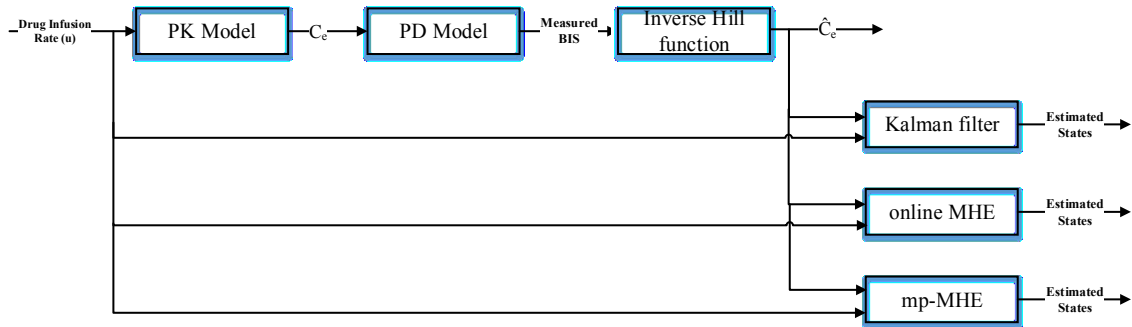 Drug Infusion
Rate (u)
PK Model
Cₑ
PD Model
Measured
BIS
Inverse Hill
function
Ĉₑ
Kalman filter
Estimated
States
online MHE
Estimated
States
mp-MHE
Estimated
States